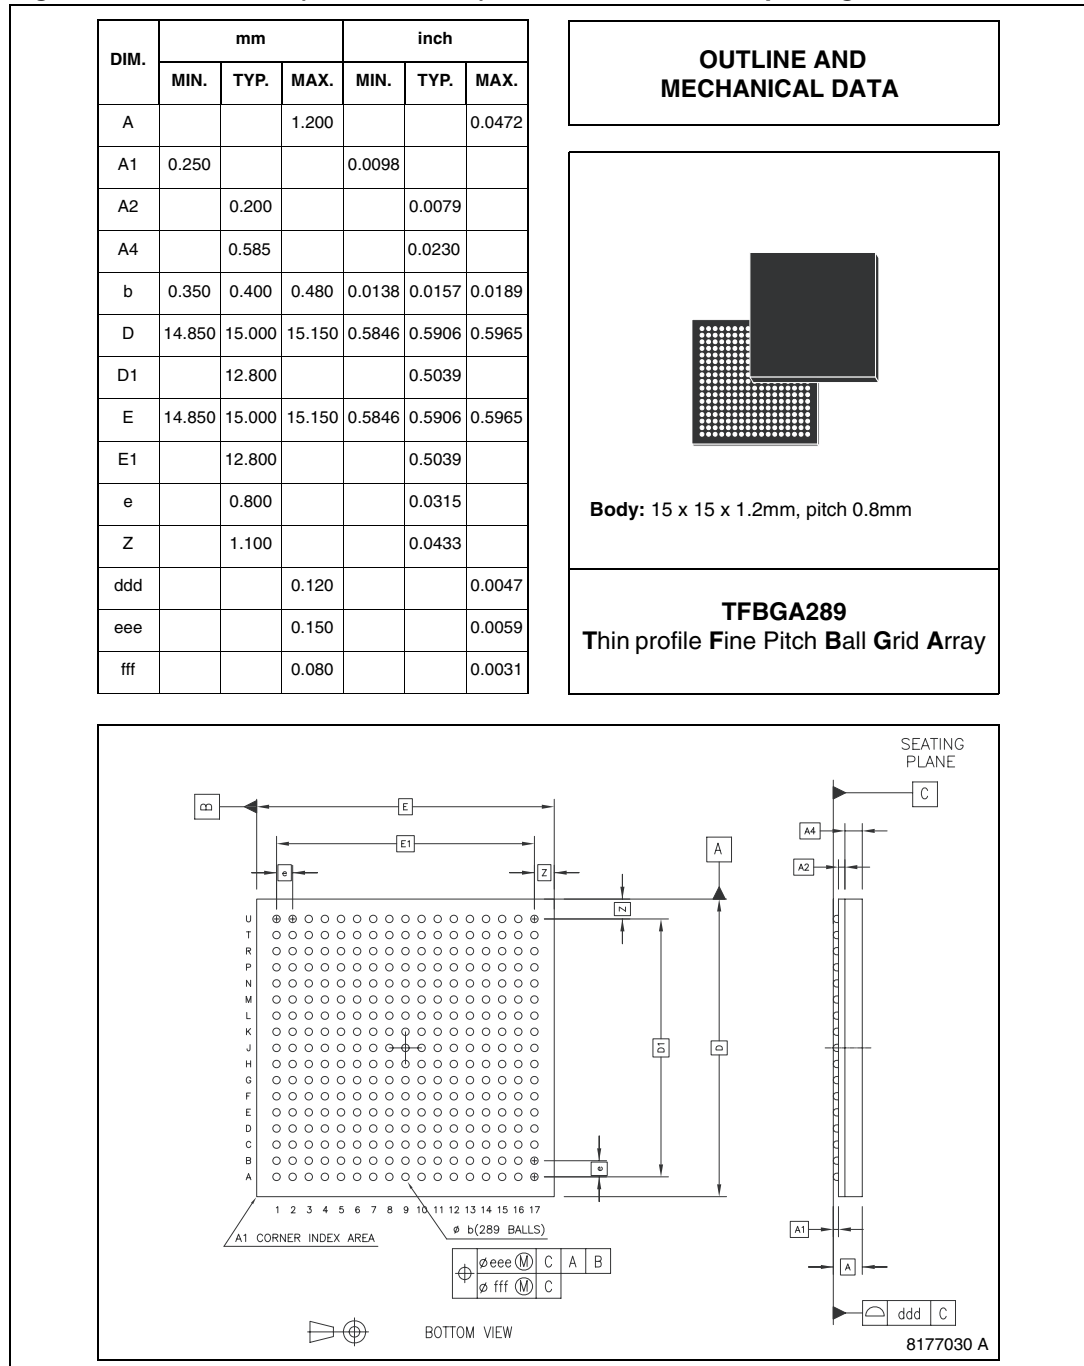 DIM. mm inch
MIN. TYP. MAX. MIN. TYP. MAX.
A 1.200 0.0472
A1 0.250 0.0098
A2 0.200 0.0079
A4 0.585 0.0230
b 0.350 0.400 0.480 0.0138 0.0157 0.0189
D 14.850 15.000 15.150 0.5846 0.5906 0.5965
D1 12.800 0.5039
E 14.850 15.000 15.150 0.5846 0.5906 0.5965
E1 12.800 0.5039
e 0.800 0.0315
Z 1.100 0.0433
ddd 0.120 0.0047
eee 0.150 0.0059
fff 0.080 0.0031
OUTLINE AND
MECHANICAL DATA
Body: 15 x 15 x 1.2mm, pitch 0.8mm
TFBGA289
Thin profile Fine Pitch Ball Grid Array
SEATING
PLANE
B
E
C
E1
A4
A
A2
e
Z
Z
U
T
R
P
N
M
L
K
J
H
G
F
E
D
C
B
A
D1
D
e
1 2 3 4 5 6 7 8 9 10 11 12 13 14 15 16 17
A1 CORNER INDEX AREA
ø b(289 BALLS)
A1
A
øeee Ⓜ C A B
ø fff Ⓜ C
ddd C
BOTTOM VIEW
8177030 A